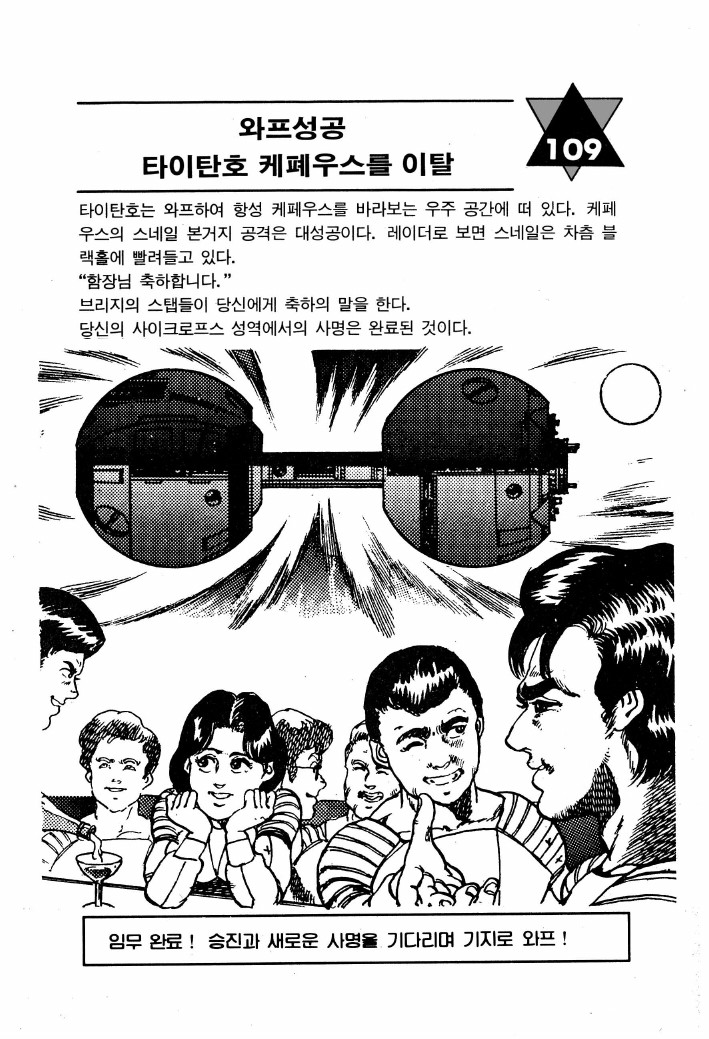 와프성공
타이탄호 케폐우스를 이탈
109
타이탄호는 와프하여 항성 케페우스를 바라보는 우주 공간에 떠 있다. 케페
우스의 스네일 본거지 공격은 대성공이다. 레이더로 보면 스네일은 차츰 블
랙홀에 빨려들고 있다.
“함장님 축하합니다.”
브리지의 스탭들이 당신에게 축하의 말을 한다.
당신의 사이크로프스 성역에서의 사명은 완료된 것이다.
임무 완료! 승진과 새로운 사명을 기다리며 기지로 와프!